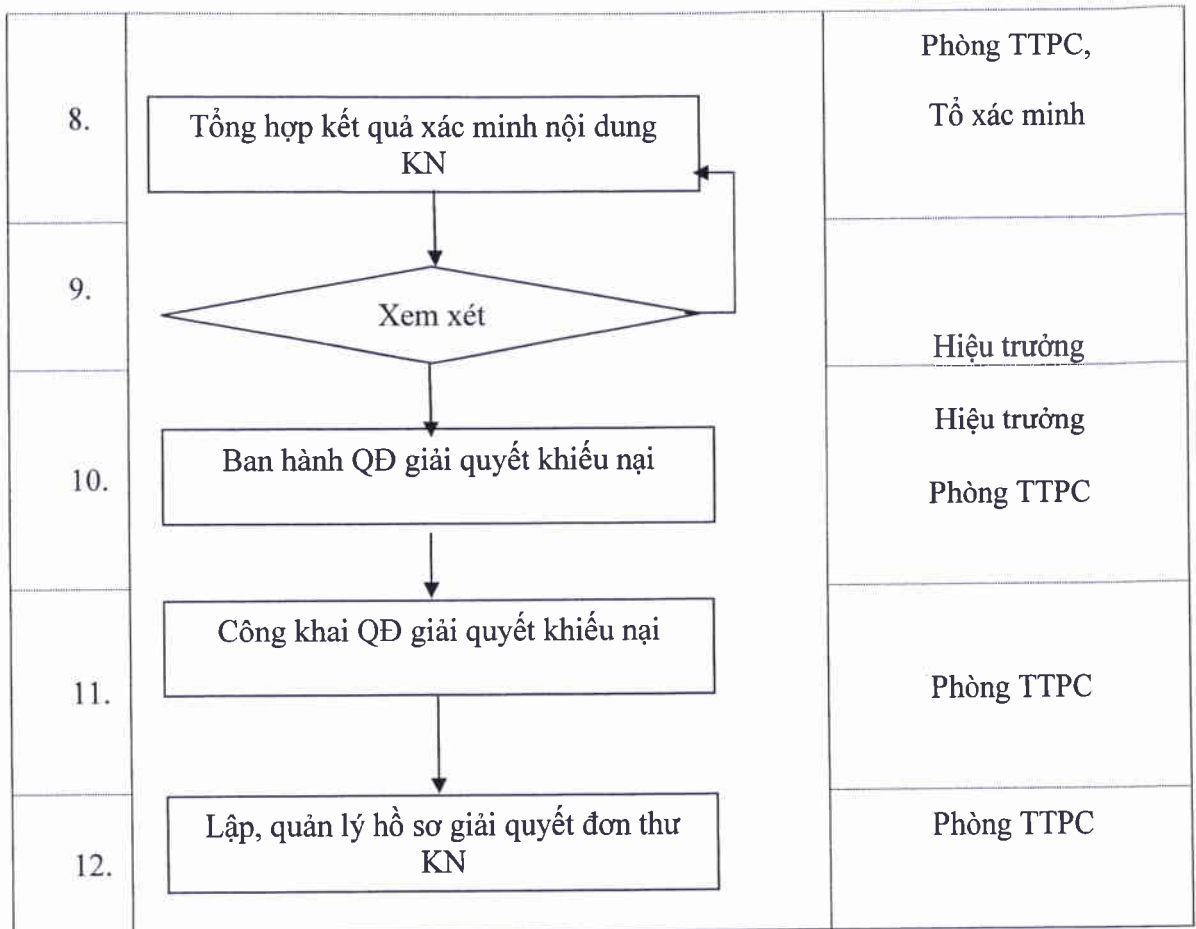 8.
Tổng hợp kết quả xác minh nội dung
KN
Phòng TTPC,
Tổ xác minh
9.
Xem xét
Hiệu trưởng
10.
Ban hành QĐ giải quyết khiếu nại
Hiệu trưởng
Phòng TTPC
11.
Công khai QĐ giải quyết khiếu nại
Phòng TTPC
12.
Lập, quản lý hồ sơ giải quyết đơn thư
KN
Phòng TTPC